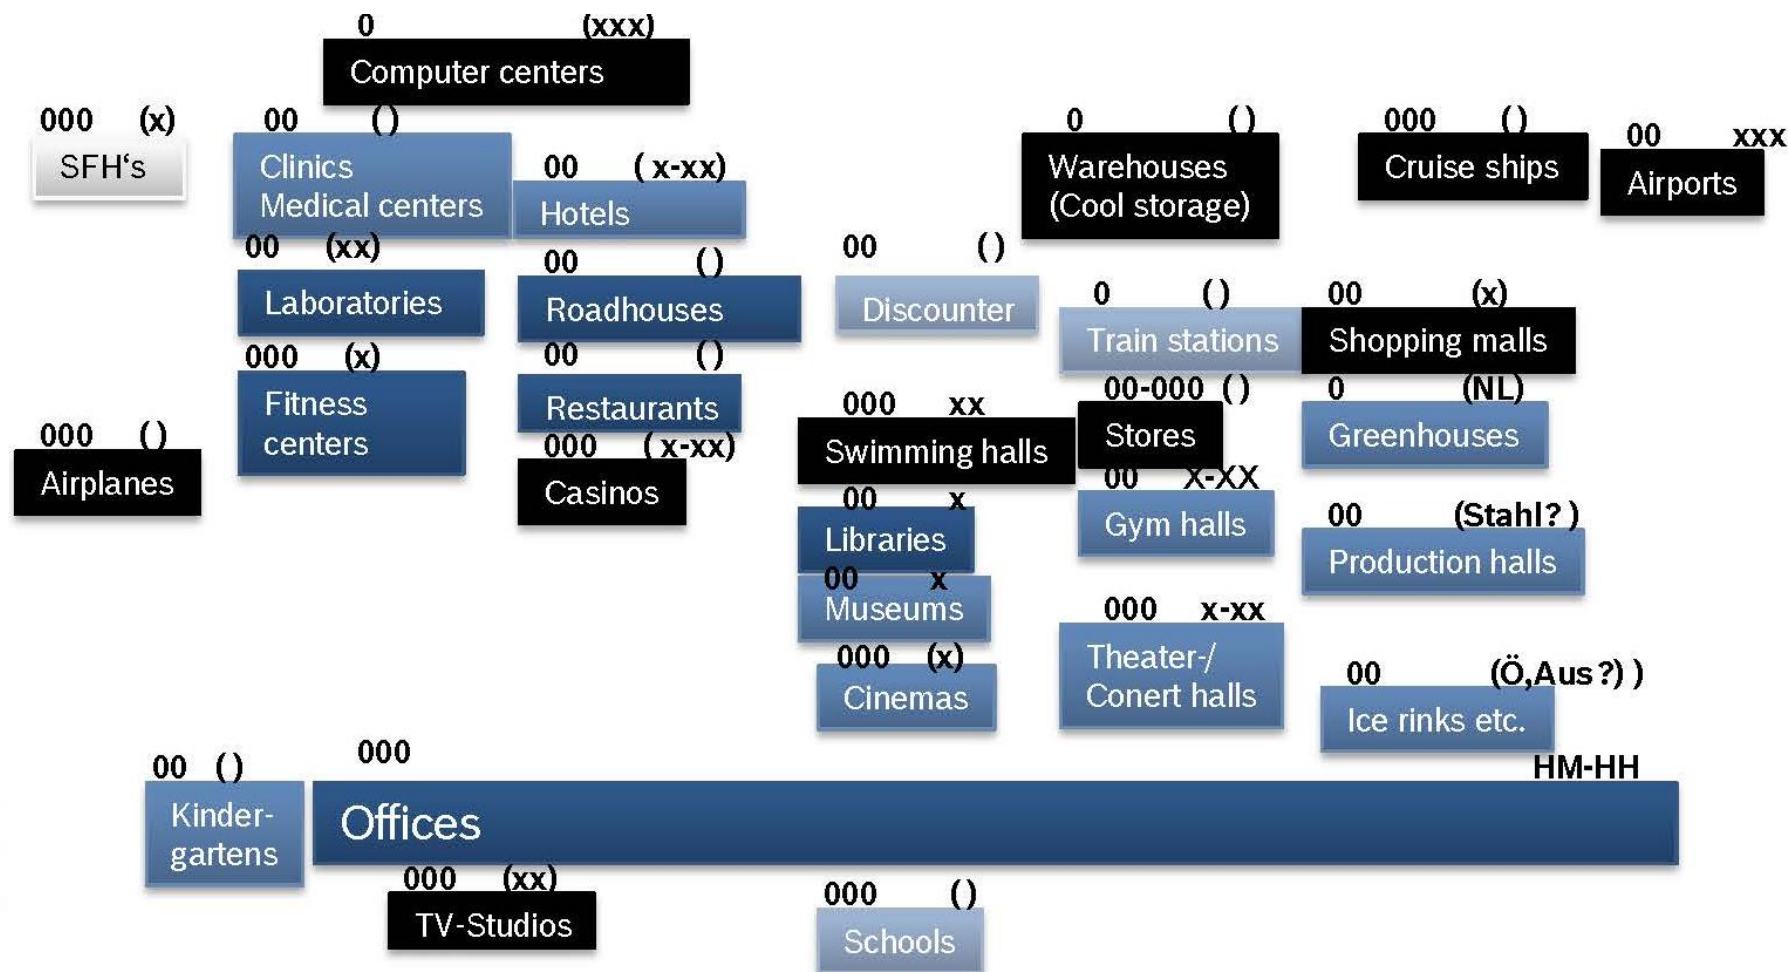 0 (xxx)
Computer centers
000 (x)
SFH‘s
00 ()
Clinics
Medical centers
00 ( x-xx)
Hotels
0 ()
Warehouses
(Cool storage)
000 ()
Cruise ships
00 xxx
Airports
00 (xx)
Laboratories
00 ()
Roadhouses
00 ()
Discounter
0 ()
Train stations
00 (x)
Shopping malls
000 (x)
Fitness
centers
00 ()
Restaurants
000 ()
Airplanes
000 ( x-xx)
Casinos
000 xx
Swimming halls
00-000 ()
Stores
0 (NL)
Greenhouses
00 x
Libraries
00 X-XX
Gym halls
00 (Stahl? )
Production halls
00 x
Museums
000 (x)
Cinemas
000 x-xx
Theater-/
Conert halls
00 (Ö,Aus?) )
Ice rinks etc.
00 ()
Kinder-
gartens
000 HM-HH
Offices
000 (xx)
TV-Studios
000 ()
Schools